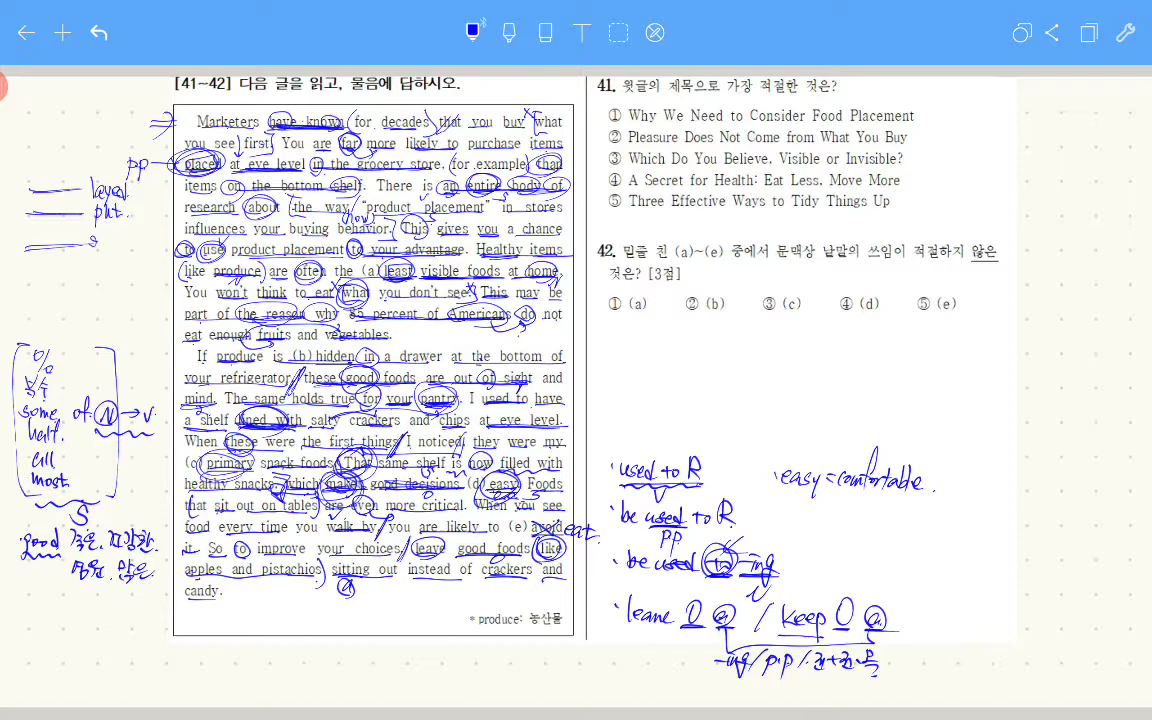 [41~42] 다음 글을 읽고, 물음에 답하시오.
Marketers have known for decades that you buy what
you see first. You are far more likely to purchase items
placed at eye level in the grocery store, for example, than
items on the bottom shelf. There is an entire body of
research about the way "product placement" in stores
influences your buying behavior. This gives you a chance
to use product placement to your advantage. Healthy items
like produce are often the (a) least visible foods at home.
You won't think to eat what you don't see. This may be
part of the reason why 85 percent of Americans do not
eat enough fruits and vegetables.
If produce is (b) hidden in a drawer at the bottom of
your refrigerator, these good foods are out of sight and
mind. The same holds true for your pantry. I used to have
a shelf lined with salty crackers and chips at eye level.
When these were the first things I noticed, they were my
(c) primary snack foods. That same shelf is now filled with
healthy snacks, which makes good decisions (d) easy. Foods
that sit out on tables are even more critical. When you see
food every time you walk by, you are likely to (e) avoid
it. So to improve your choices, leave good foods like
apples and pistachios sitting out instead of crackers and
candy.
* produce: 농산물
pp
how
eat
some of N → v.
half.
all
most
S
good
41. 윗글의 제목으로 가장 적절한 것은?
① Why We Need to Consider Food Placement
② Pleasure Does Not Come from What You Buy
③ Which Do You Believe, Visible or Invisible?
④ A Secret for Health: Eat Less, Move More
⑤ Three Effective Ways to Tidy Things Up
42. 밑줄 친 (a)~(e) 중에서 문맥상 낱말의 쓰임이 적절하지 않은
것은? [3점]
① (a) ② (b) ③ (c) ④ (d) ⑤ (e)
· used to R
· easy = comfortable.
· be used to R
pp
· be used to -ing
· leave O a / keep O a
-ing / p.p /